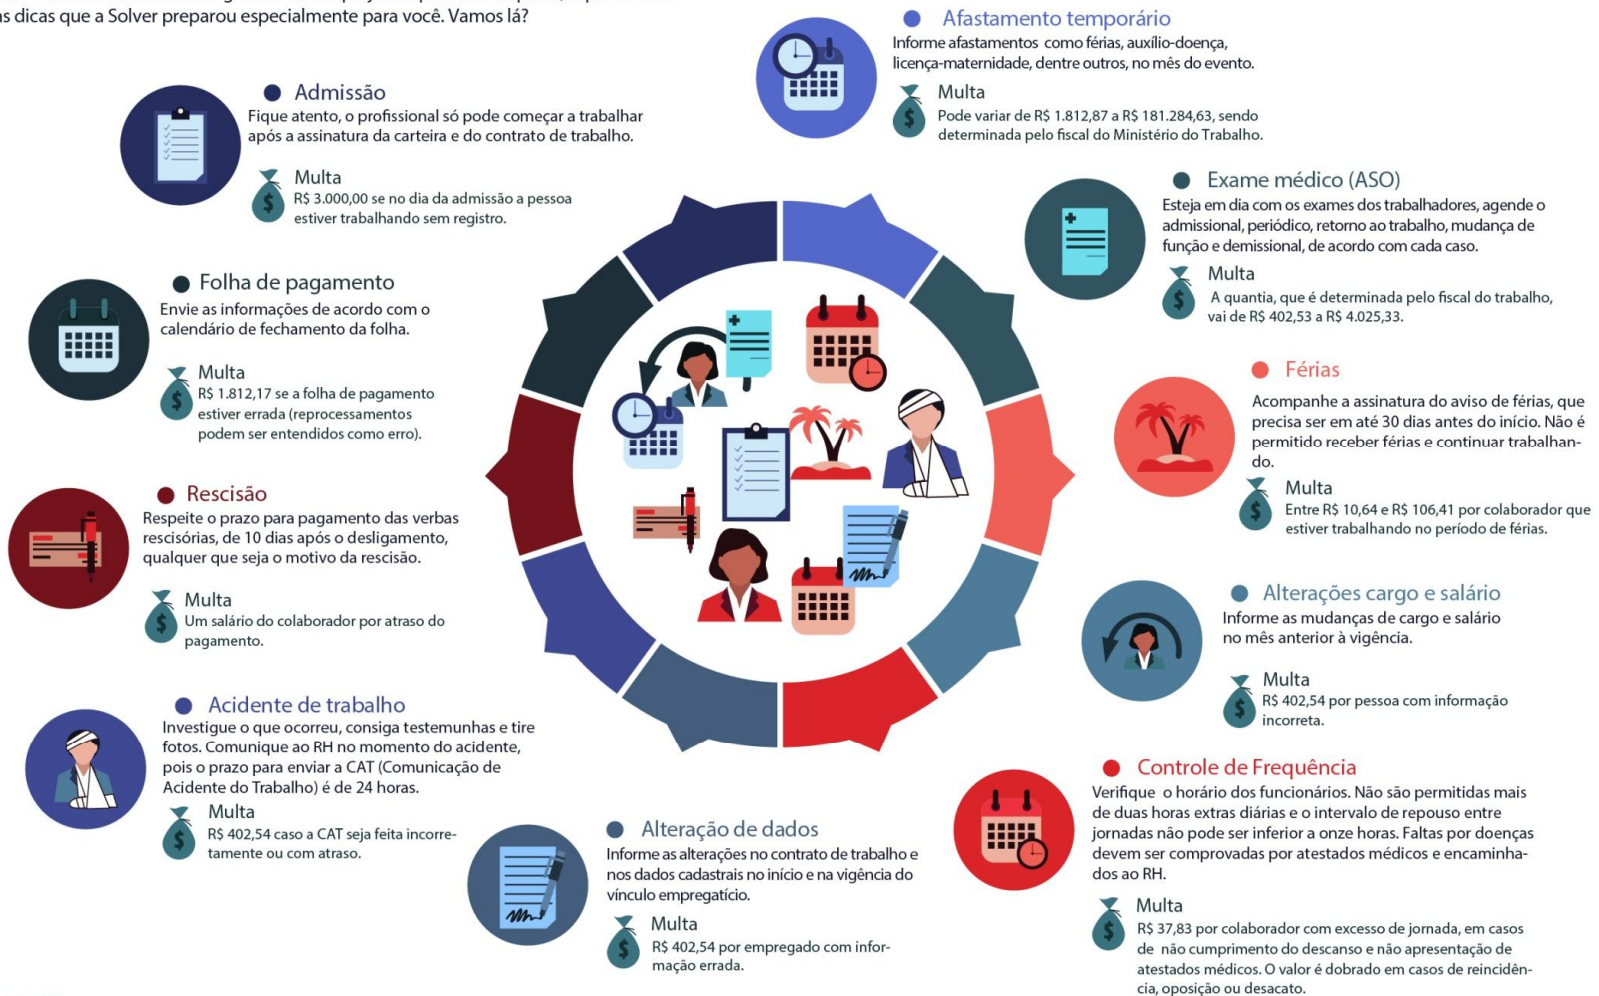 as dicas que a Solver preparou especialmente para você. Vamos lá?
Admissão
Fique atento, o profissional só pode começar a trabalhar
após a assinatura da carteira e do contrato de trabalho.
Multa
R$ 3.000,00 se no dia da admissão a pessoa
estiver trabalhando sem registro.
Folha de pagamento
Envie as informações de acordo com o
calendário de fechamento da folha.
Multa
R$ 1.812,17 se a folha de pagamento
estiver errada (reprocessamentos
podem ser entendidos como erro).
Rescisão
Respeite o prazo para pagamento das verbas
rescisórias, de 10 dias após o desligamento,
qualquer que seja o motivo da rescisão.
Multa
Um salário do colaborador por atraso do
pagamento.
Acidente de trabalho
Investigue o que ocorreu, consiga testemunhas e tire
fotos. Comunique ao RH no momento do acidente,
pois o prazo para enviar a CAT (Comunicação de
Acidente do Trabalho) é de 24 horas.
Multa
R$ 402,54 caso a CAT seja feita incorre-
tamente ou com atraso.
Alteração de dados
Informe as alterações no contrato de trabalho e
nos dados cadastrais no início e na vigência do
vínculo empregatício.
Multa
R$ 402,54 por empregado com infor-
mação errada.
Afastamento temporário
Informe afastamentos como férias, auxílio-doença,
licença-maternidade, dentre outros, no mês do evento.
Multa
Pode variar de R$ 1.812,87 a R$ 181.284,63, sendo
determinada pelo fiscal do Ministério do Trabalho.
Exame médico (ASO)
Esteja em dia com os exames dos trabalhadores, agende o
admissional, periódico, retorno ao trabalho, mudança de
função e demissional, de acordo com cada caso.
Multa
A quantia, que é determinada pelo fiscal do trabalho,
vai de R$ 402,53 a R$ 4.025,33.
Férias
Acompanhe a assinatura do aviso de férias, que
precisa ser em até 30 dias antes do início. Não é
permitido receber férias e continuar trabalhan-
do.
Multa
Entre R$ 10,64 e R$ 106,41 por colaborador que
estiver trabalhando no período de férias.
Alterações cargo e salário
Informe as mudanças de cargo e salário
no mês anterior à vigência.
Multa
R$ 402,54 por pessoa com informação
incorreta.
Controle de Frequência
Verifique o horário dos funcionários. Não são permitidas mais
de duas horas extras diárias e o intervalo de repouso entre
jornadas não pode ser inferior a onze horas. Faltas por doenças
devem ser comprovadas por atestados médicos e encaminha-
dos ao RH.
Multa
R$ 37,83 por colaborador com excesso de jornada, em casos
de não cumprimento do descanso e não apresentação de
atestados médicos. O valor é dobrado em casos de reincidên-
cia, oposição ou desacato.